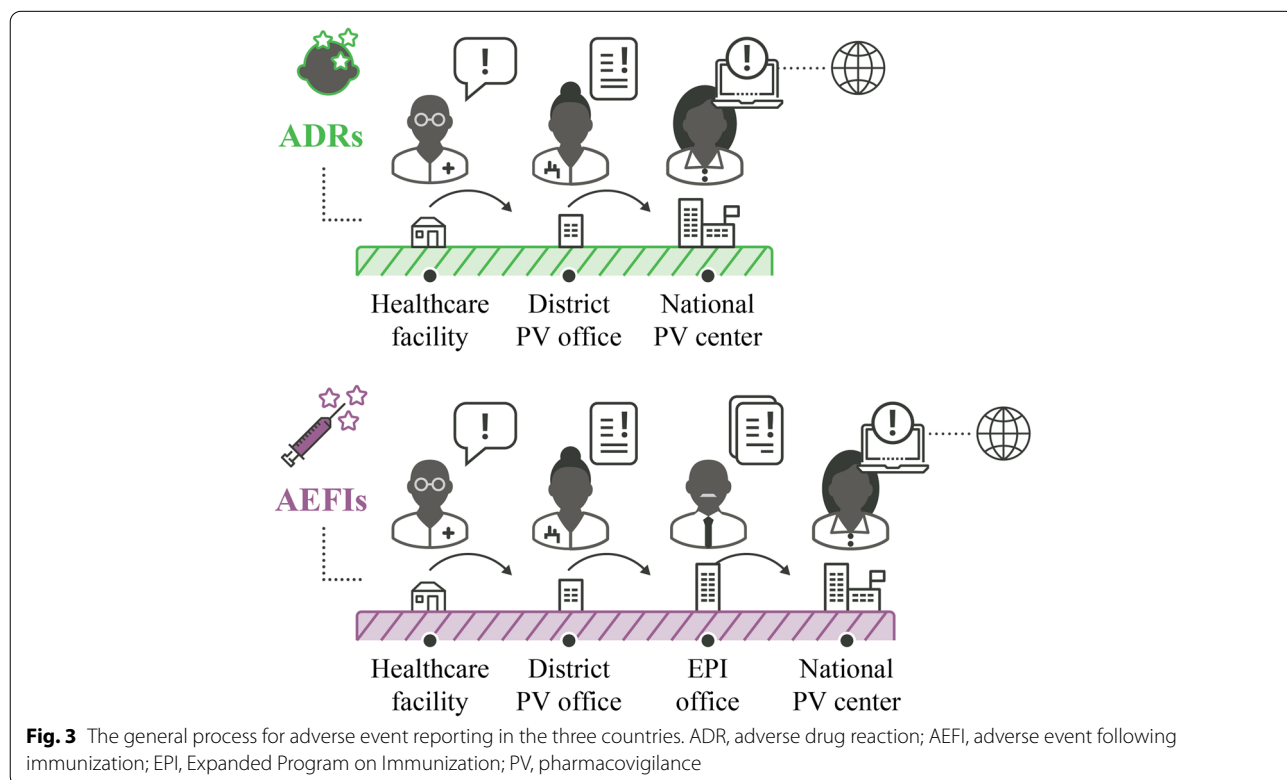 ADRs
Healthcare
facility
District
PV office
National
PV center
AEFIs
Healthcare
facility
District
PV office
EPI
office
National
PV center
Fig. 3 The general process for adverse event reporting in the three countries. ADR, adverse drug reaction; AEFI, adverse event following
immunization; EPI, Expanded Program on Immunization; PV, pharmacovigilance